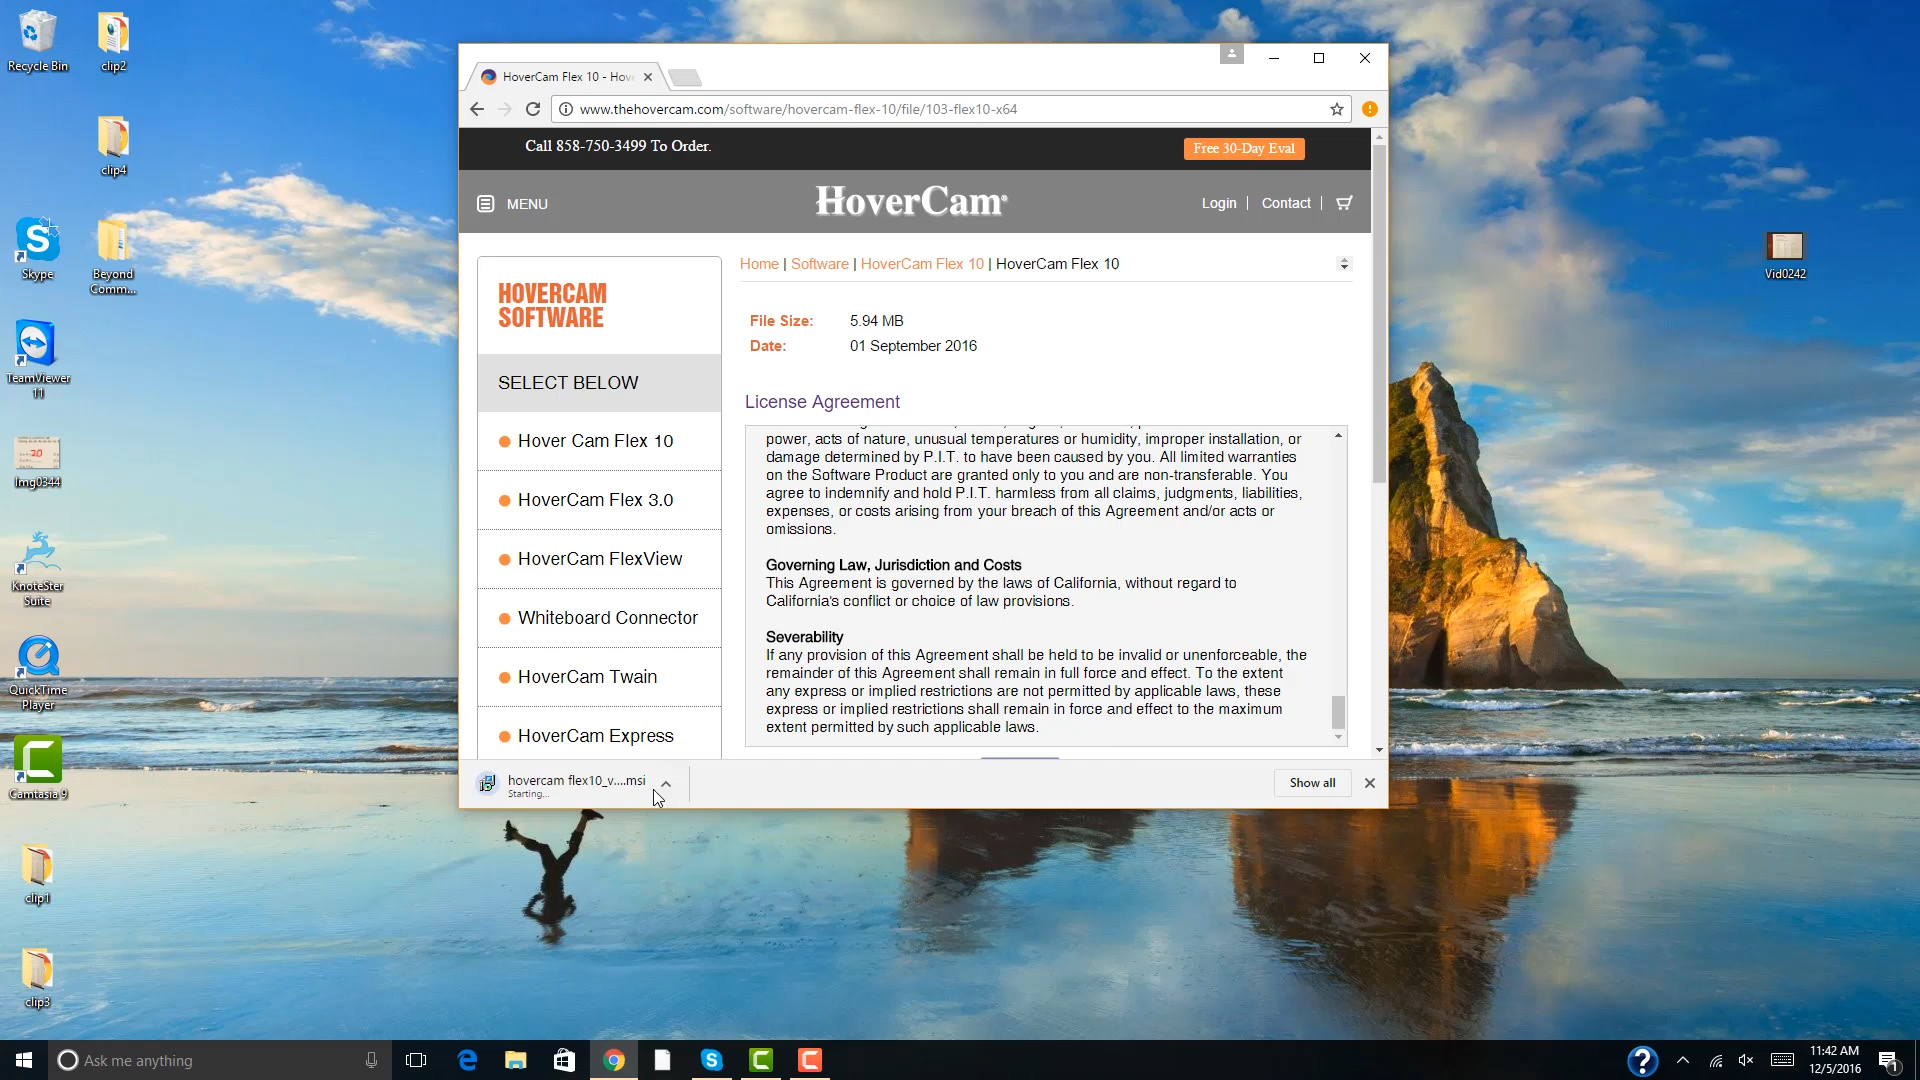 Recycle Bin
clip2
clip4
Skype
Beyond
Comm...
TeamViewer
11
20
Img0344
KnoteSter
Suite
QuickTime
Player
Camtasia 9
clip1
clip3
Vid0242
HoverCam Flex 10 - Hov
www.thehovercam.com/software/hovercam-flex-10/file/103-flex10-x64
Call 858-750-3499 To Order.
Free 30-Day Eval
MENU
HoverCam®
Login | Contact |
HOVERCAM
SOFTWARE
SELECT BELOW
Hover Cam Flex 10
HoverCam Flex 3.0
HoverCam FlexView
Whiteboard Connector
HoverCam Twain
HoverCam Express
Home | Software | HoverCam Flex 10 | HoverCam Flex 10
File Size: 5.94 MB
Date: 01 September 2016
License Agreement
power, acts of nature, unusual temperatures or humidity, improper installation, or
damage determined by P.I.T. to have been caused by you. All limited warranties
on the Software Product are granted only to you and are non-transferable. You
agree to indemnify and hold P.I.T. harmless from all claims, judgments, liabilities,
expenses, or costs arising from your breach of this Agreement and/or acts or
omissions.
Governing Law, Jurisdiction and Costs
This Agreement is governed by the laws of California, without regard to
California's conflict or choice of law provisions.
Severability
If any provision of this Agreement shall be held to be invalid or unenforceable, the
remainder of this Agreement shall remain in full force and effect. To the extent
any express or implied restrictions are not permitted by applicable laws, these
express or implied restrictions shall remain in force and effect to the maximum
extent permitted by such applicable laws.
hovercam flex10_v....msi
Starting...
Show all
Ask me anything
11:42 AM
12/5/2016
1